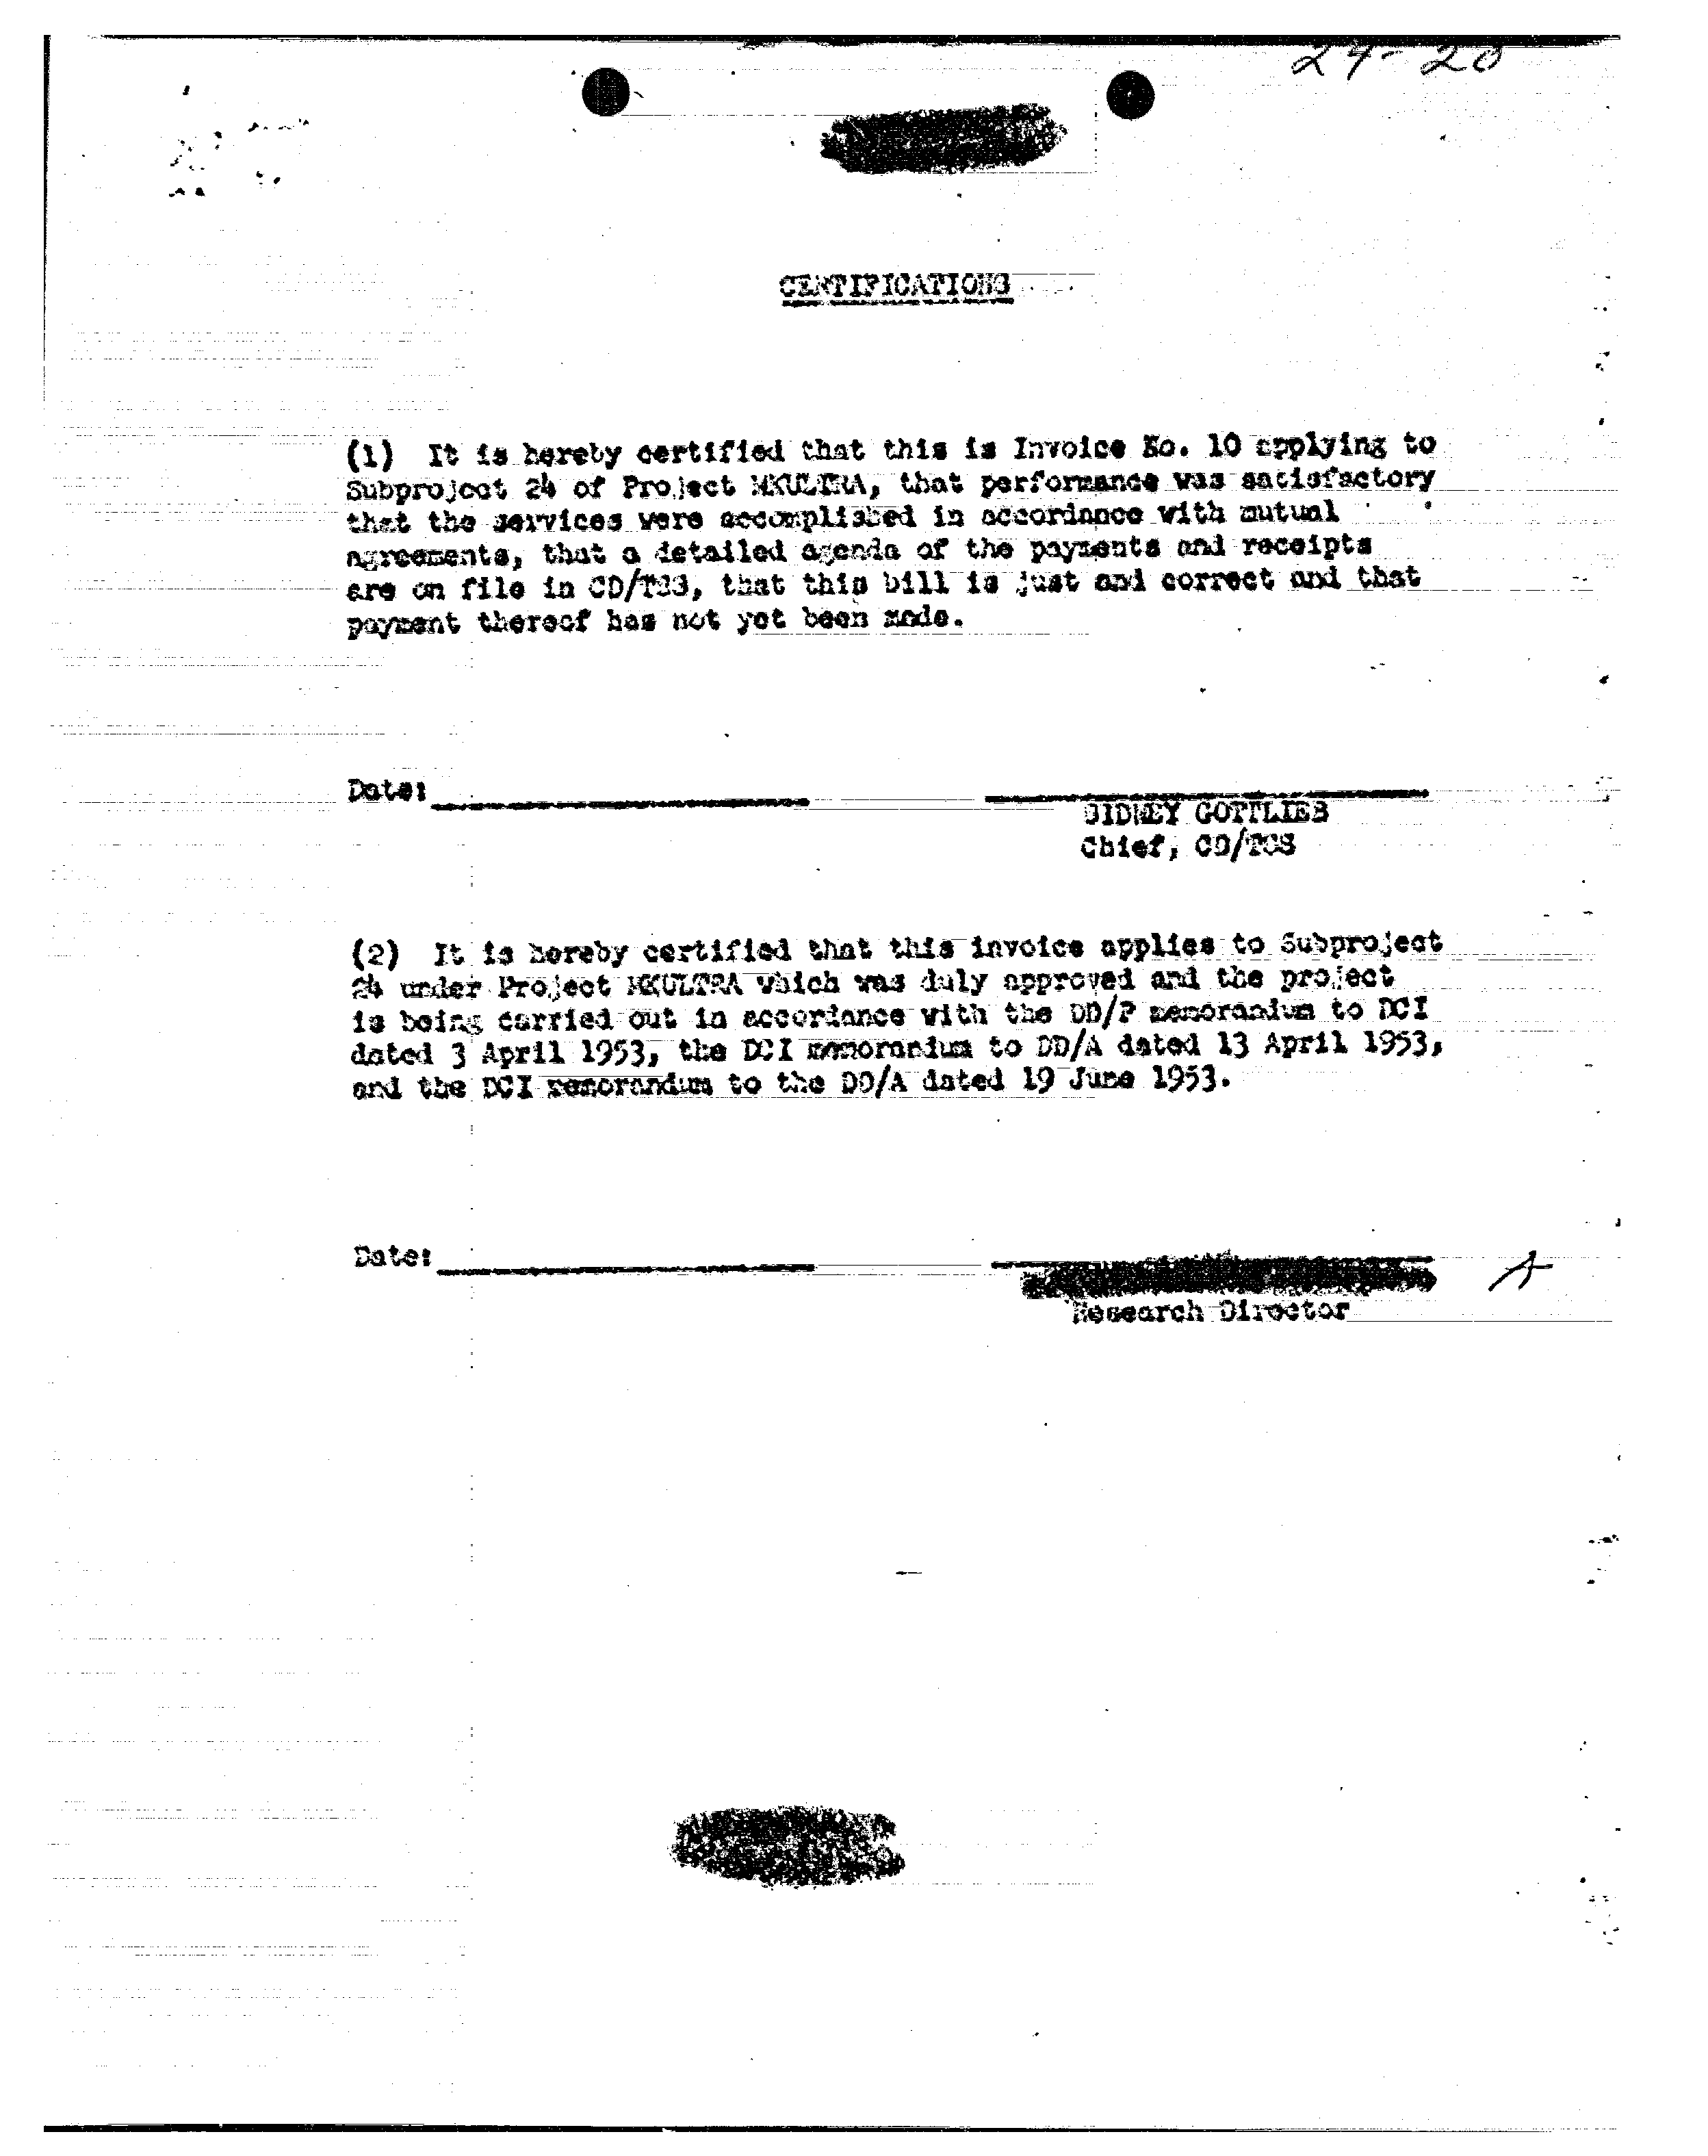 24-20
CERTIFICATIONS
(1) It is hereby certified that this is Invoice No. 10 applying to
Subproject 24 of Project MKULTRA, that performance was satisfactory
that the services were accomplished in accordance with mutual
agreements, that a detailed agenda of the payments and receipts
are on file in CD/TSS, that this bill is just and correct and that
payment thereof has not yet been made.
Date:
SIDNEY GOTTLIEB
Chief, CD/TSS
(2) It is hereby certified that this invoice applies to Subproject
24 under Project MKULTRA which was duly approved and the project
is being carried out in accordance with the DD/P memorandum to DCI
dated 3 April 1953, the DCI memorandum to DD/A dated 13 April 1953,
and the DCI memorandum to the DD/A dated 19 June 1953.
Date:
A
Research Director